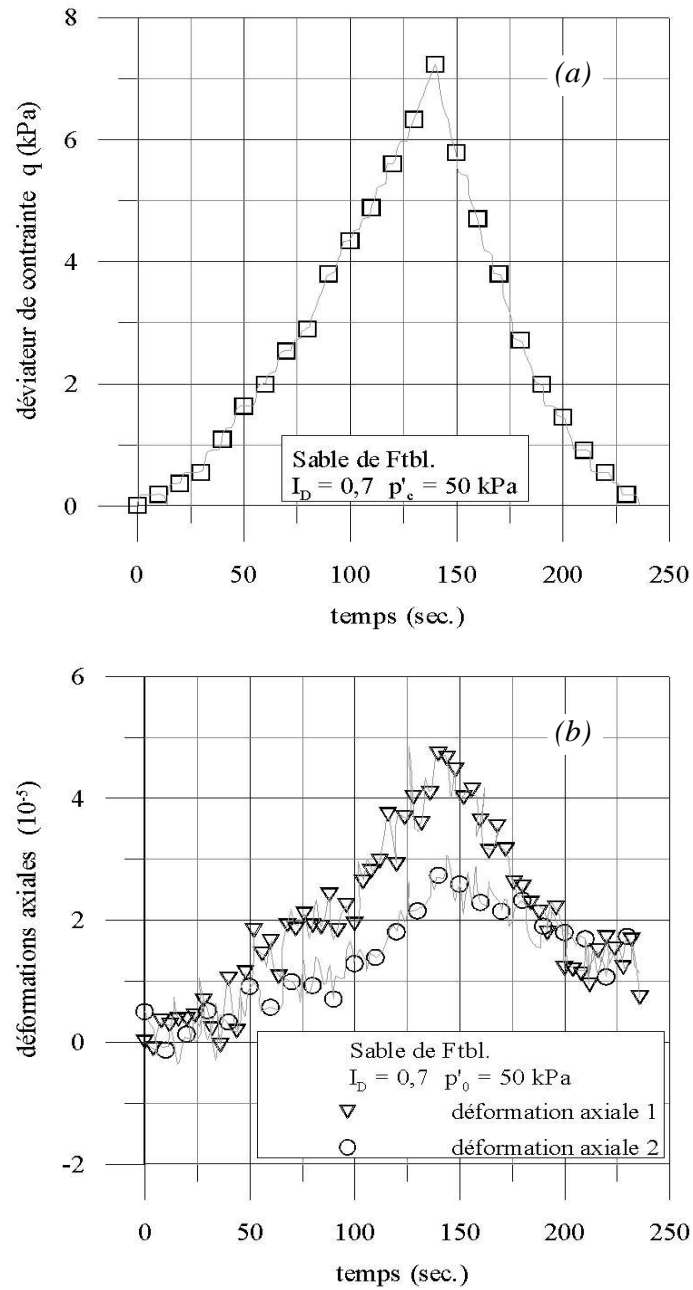 8
(a)
6
4
2
0
déviateur de contrainte q (kPa)
Sable de Ftbl.
I_D = 0,7 p'_c = 50 kPa
0 50 100 150 200 250
temps (sec.)
6
(b)
4
2
0
-2
déformations axiales (10⁻⁵)
Sable de Ftbl.
I_D = 0,7 p'_0 = 50 kPa
déformation axiale 1
déformation axiale 2
0 50 100 150 200 250
temps (sec.)